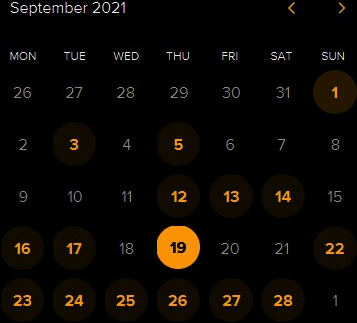 September 2021
MON TUE WED THU FRI SAT SUN
26 27 28 29 30 31 1
2 3 4 5 6 7 8
9 10 11 12 13 14 15
16 17 18 19 20 21 22
23 24 25 26 27 28 1